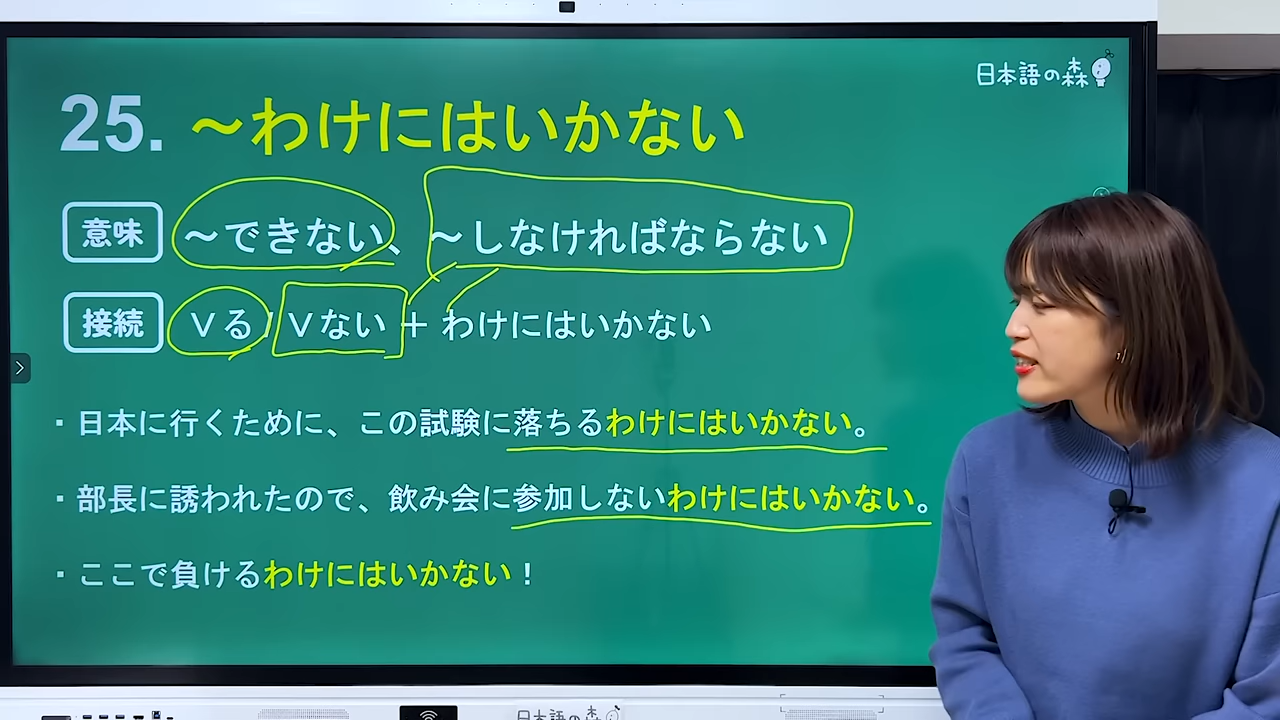 日本語の森
25. ～わけにはいかない
意味 ～できない、～しなければならない
接続 Vる/Vない + わけにはいかない
・日本に行くために、この試験に落ちるわけにはいかない。
・部長に誘われたので、飲み会に参加しないわけにはいかない。
・ここで負けるわけにはいかない！
日本語の森